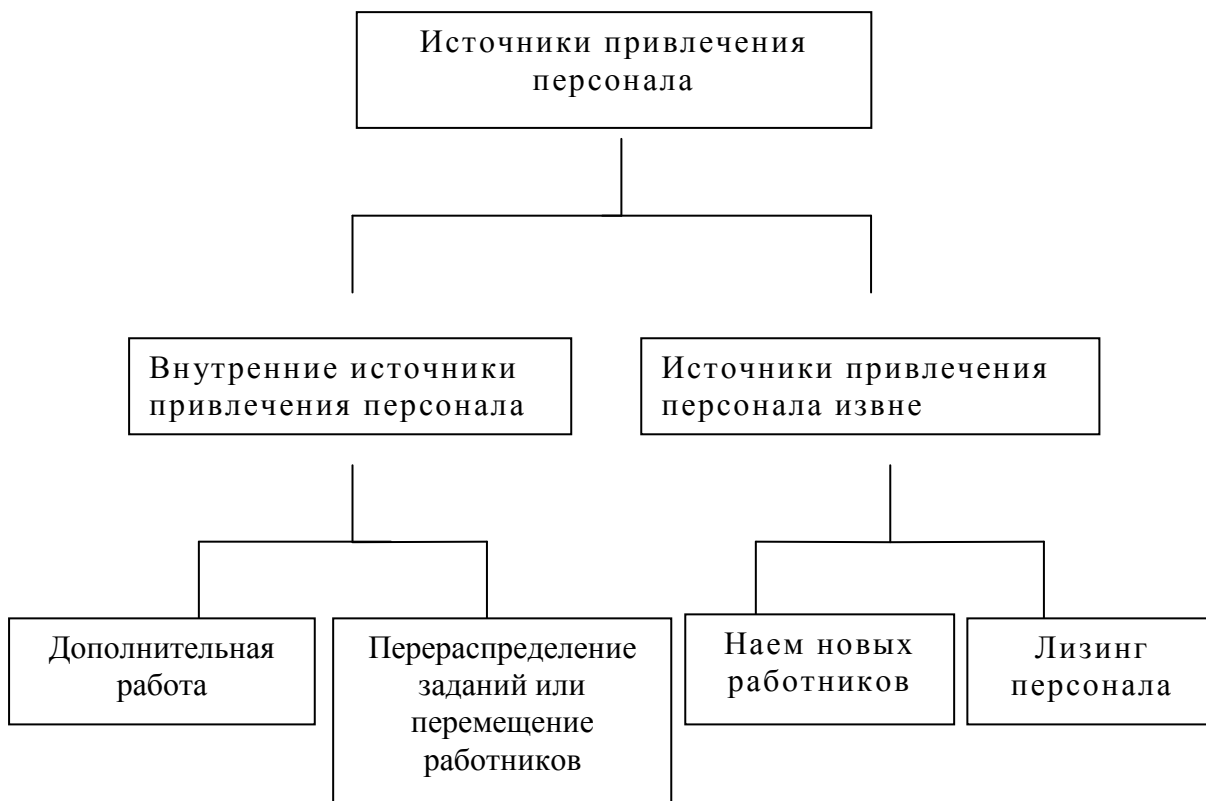 Источники привлечения
персонала
Внутренние источники
привлечения персонала
Источники привлечения
персонала извне
Дополнительная
работа
Перераспределение
заданий или
перемещение
работников
Наем новых
работников
Лизинг
персонала